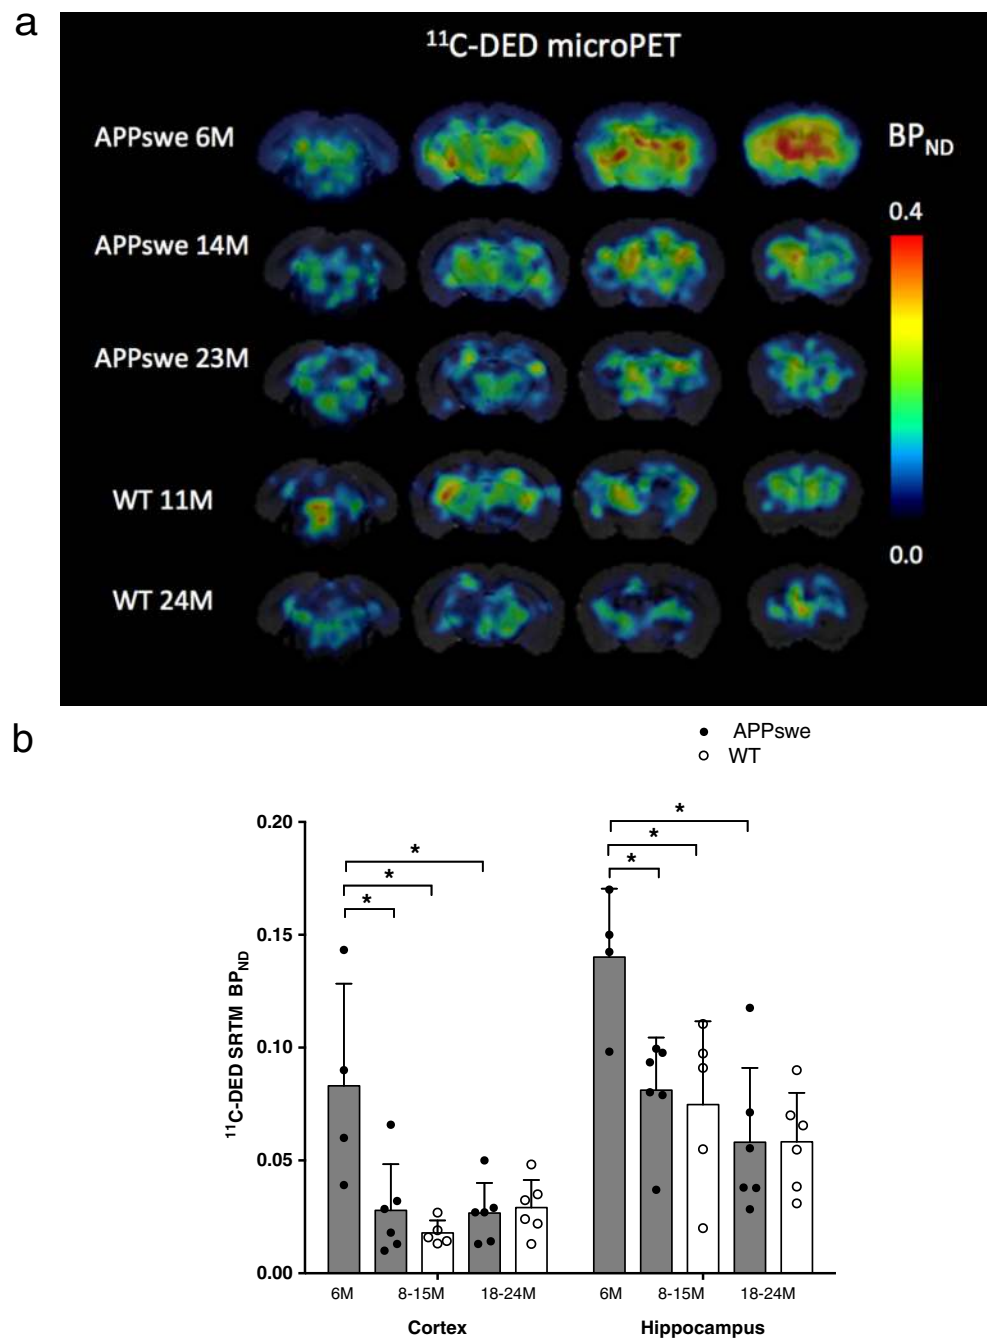 a
¹¹C-DED microPET
APPswe 6M
BP_ND
0.4
APPswe 14M
APPswe 23M
WT 11M
0.0
WT 24M
b
APPswe
WT
0.20
0.15
0.10
0.05
0.00
¹¹C-DED SRTM BP_ND
* * *
* * *
6M 8-15M 18-24M 6M 8-15M 18-24M
Cortex Hippocampus